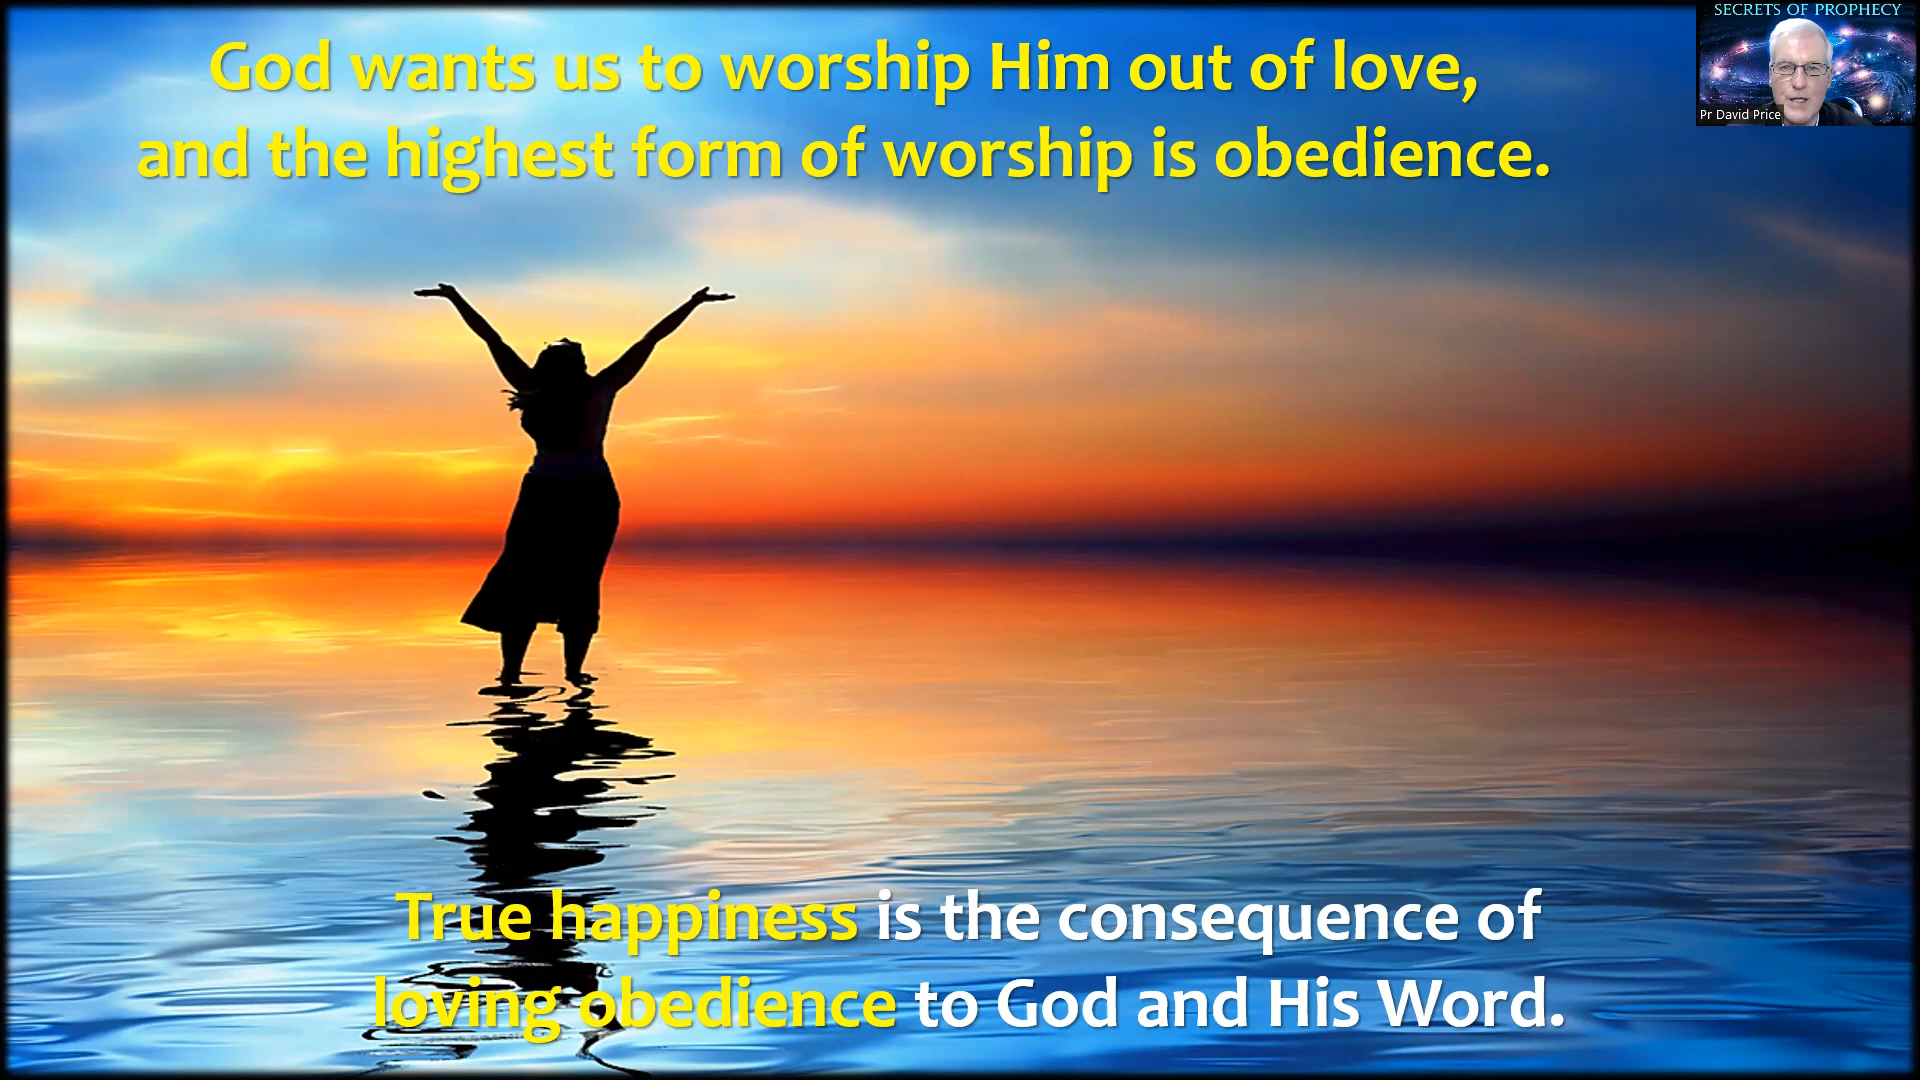 SECRETS OF PROPHECY
Pr David Price
God wants us to worship Him out of love,
and the highest form of worship is obedience.
True happiness is the consequence of
loving obedience to God and His Word.